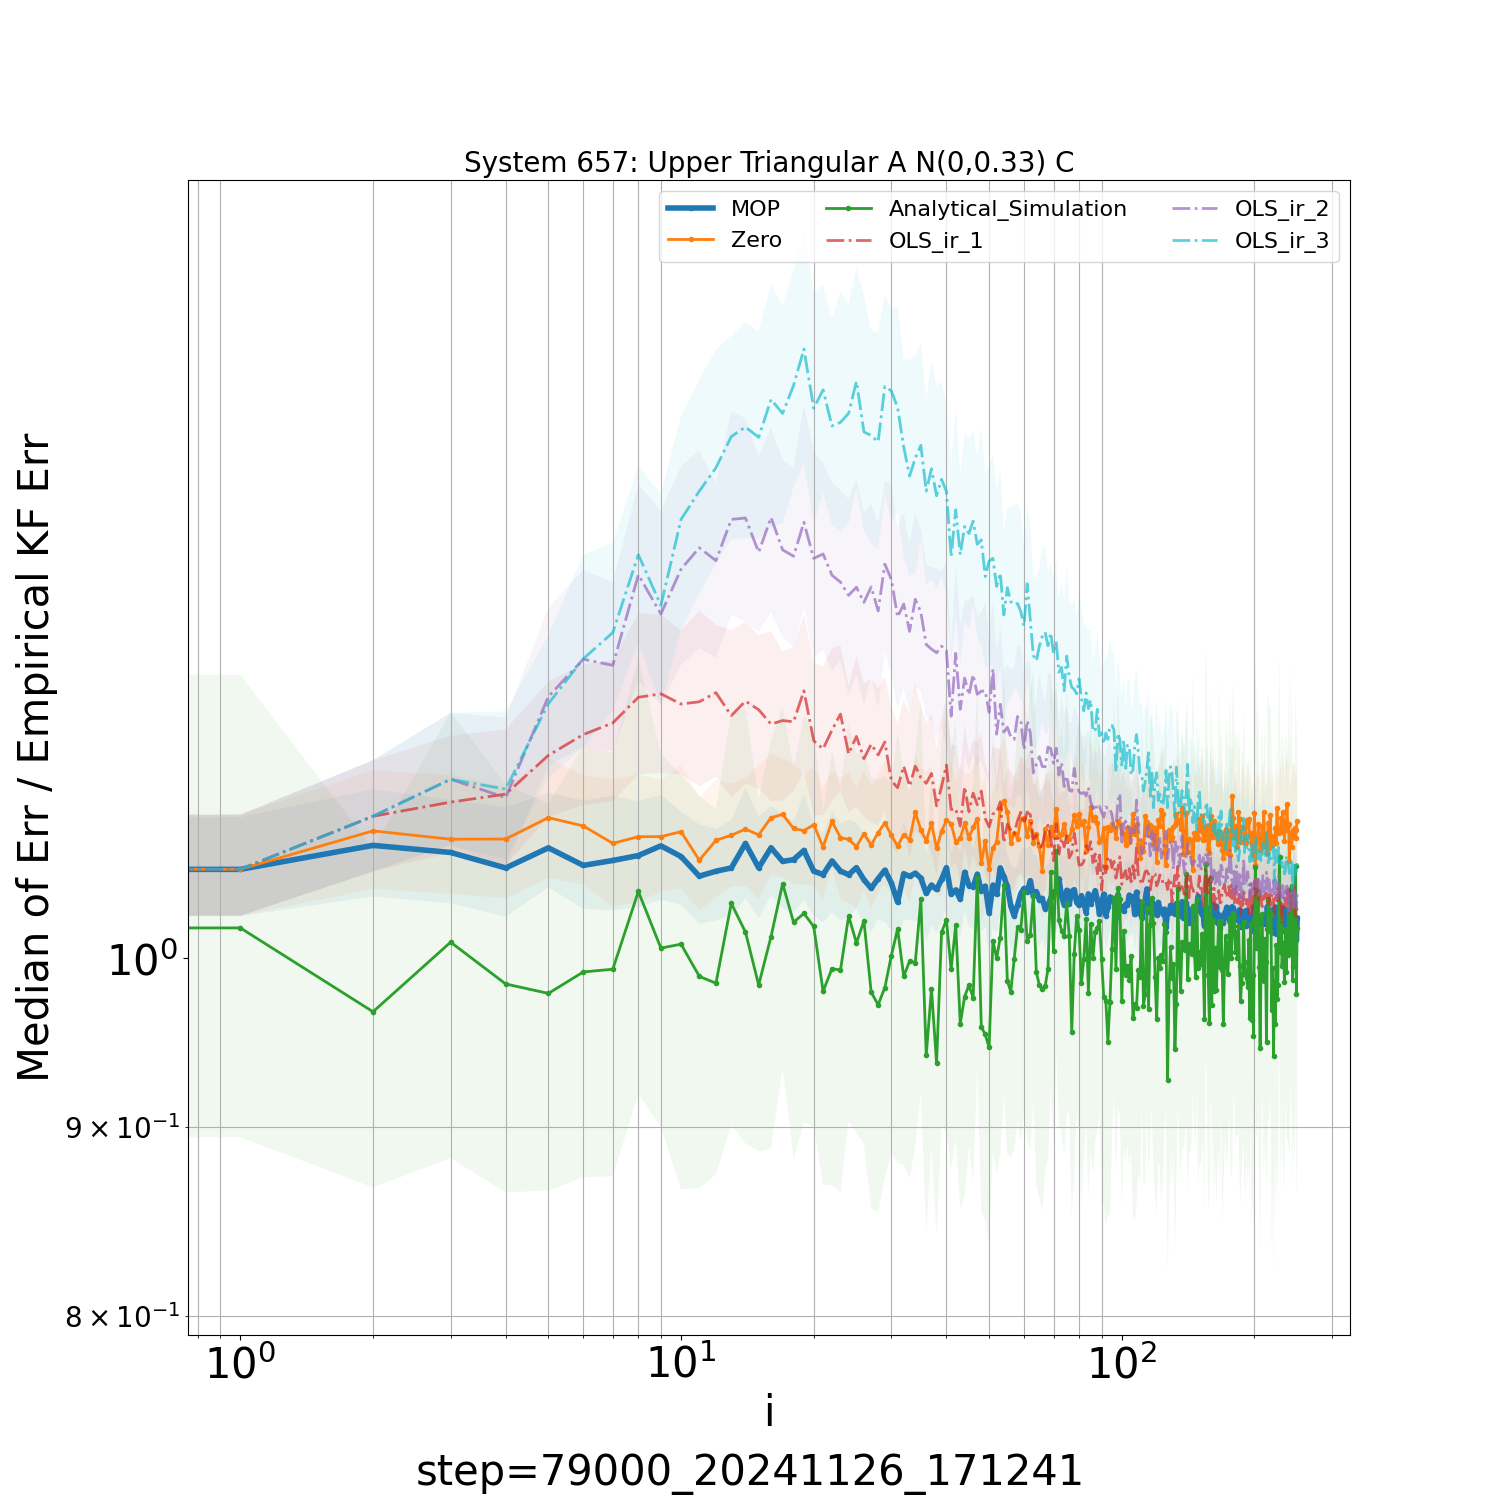 System 657: Upper Triangular A N(0,0.33) C
MOP
Zero
Analytical_Simulation
OLS_ir_1
OLS_ir_2
OLS_ir_3
Median of Err / Empirical KF Err
10⁰
9 × 10⁻¹
8 × 10⁻¹
10⁰ 10¹ 10²
i
step=79000_20241126_171241